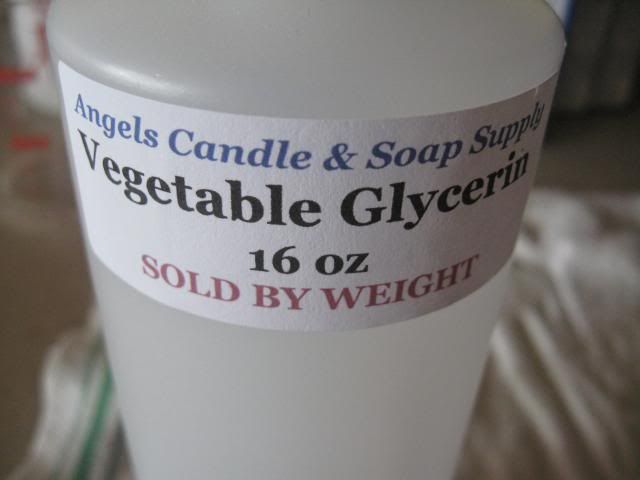 Angels Candle & Soap Supply
Vegetable Glycerin
16 oz
SOLD BY WEIGHT